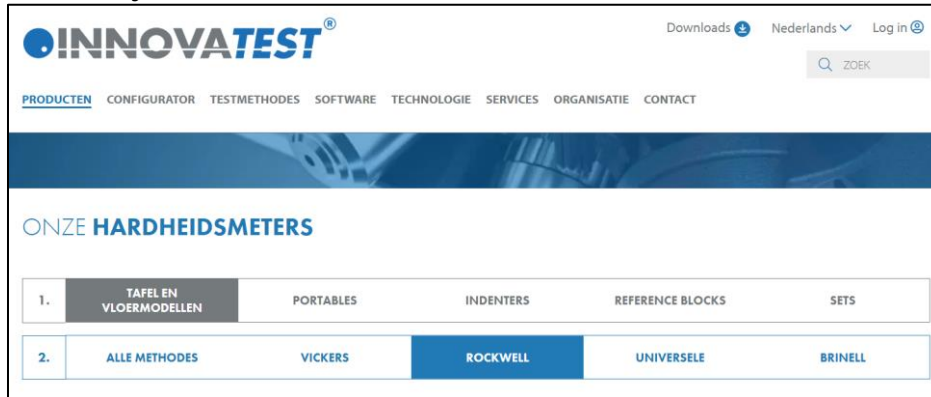 INNOVATEST®
Downloads Nederlands Log in
ZOEK
PRODUCTEN CONFIGURATOR TESTMETHODES SOFTWARE TECHNOLOGIE SERVICES ORGANISATIE CONTACT
ONZE HARDHEIDSMETERS
1. TAFEL EN VLOERMODELLEN PORTABLES INDENTERS REFERENCE BLOCKS SETS
2. ALLE METHODES VICKERS ROCKWELL UNIVERSELE BRINELL